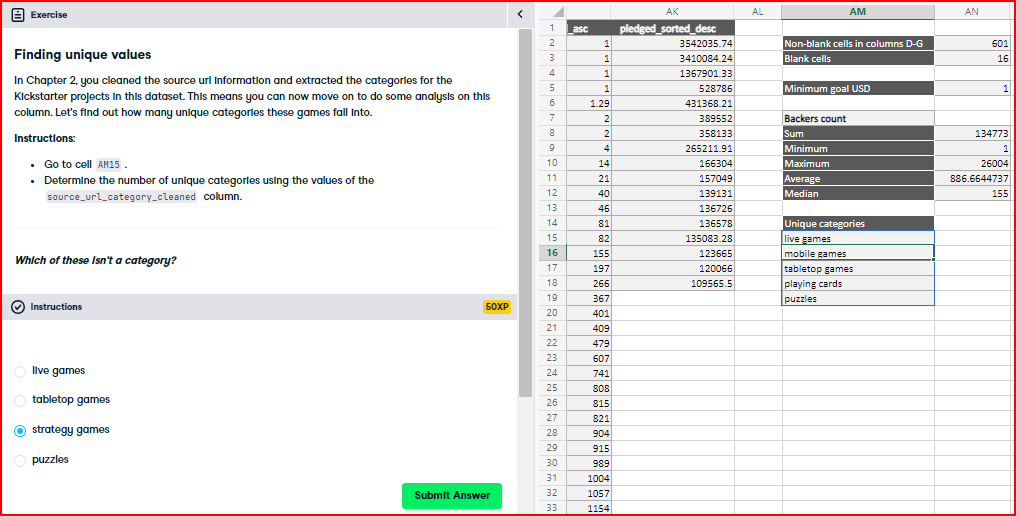 Exercise
Finding unique values
In Chapter 2, you cleaned the source url information and extracted the categories for the
Kickstarter projects in this dataset. This means you can now move on to do some analysis on this
column. Let's find out how many unique categories these games fall into.
Instructions:
Go to cell AM15 .
Determine the number of unique categories using the values of the
source_url_category_cleaned column.
Which of these isn't a category?
Instructions
50XP
live games
tabletop games
strategy games
puzzles
Submit Answer
AK AL AM AN
1 _asc pledged_sorted_desc
2 1 3542035.74 Non-blank cells in columns D-G 601
3 1 3410084.24 Blank cells 16
4 1 1367901.33
5 1 528786 Minimum goal USD 1
6 1.29 431368.21
7 2 389552 Backers count
8 2 358133 Sum 134773
9 4 265211.91 Minimum 1
10 14 166304 Maximum 26004
11 21 157049 Average 886.6644737
12 40 139131 Median 155
13 46 136726
14 81 136578 Unique categories
15 82 135083.28 live games
16 155 123665 mobile games
17 197 120066 tabletop games
18 266 109565.5 playing cards
19 367 puzzles
20 401
21 409
22 479
23 607
24 741
25 808
26 815
27 821
28 904
29 915
30 989
31 1004
32 1057
33 1154